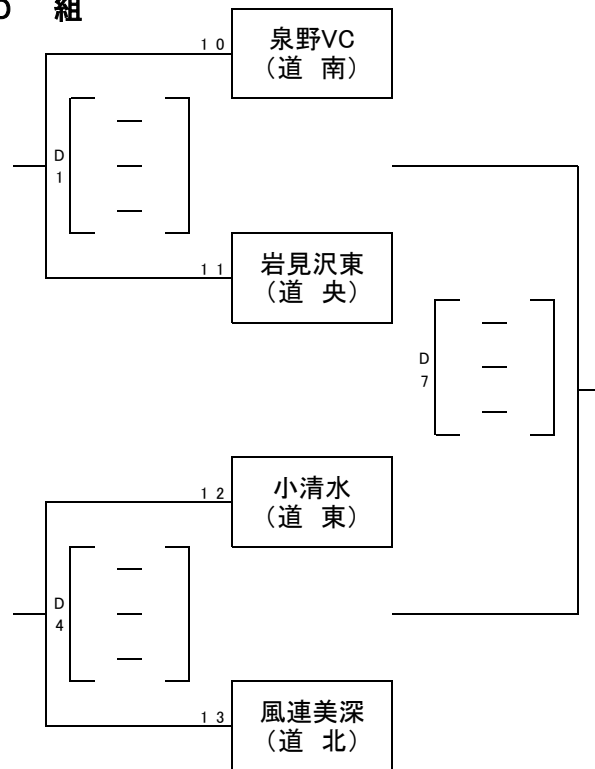 D 組
10
泉野VC
(道 南)
D
1
11
岩見沢東
(道 央)
D
7
12
小清水
(道 東)
D
4
13
風連美深
(道 北)